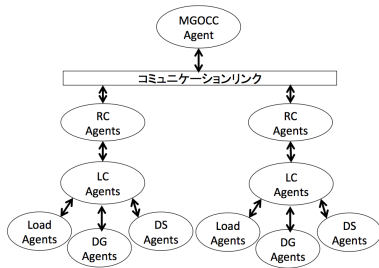 MGOCC
Agent
コミュニケーションリンク
RC
Agents
RC
Agents
LC
Agents
LC
Agents
Load
Agents
DG
Agents
DS
Agents
Load
Agents
DG
Agents
DS
Agents